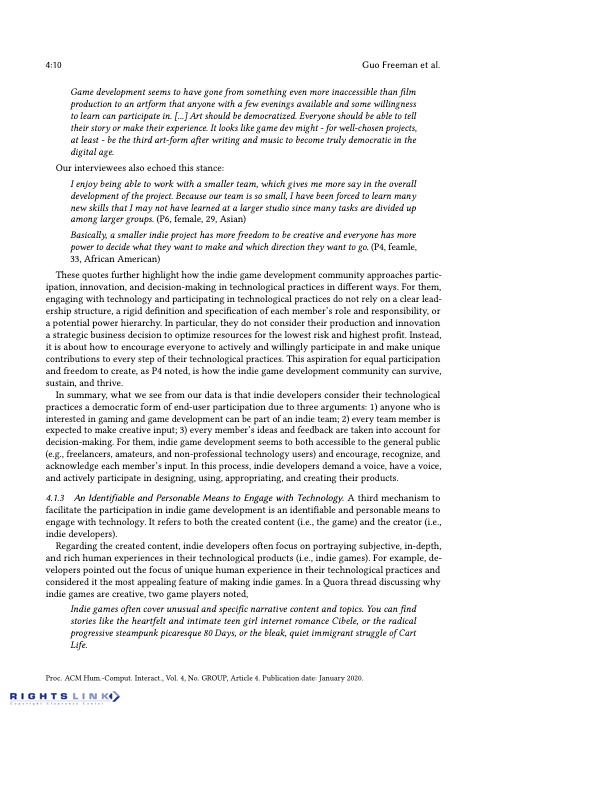 4:10 Guo Freeman et al.
Game development seems to have gone from something even more inaccessible than film
production to an artform that anyone with a few evenings available and some willingness
to learn can participate in. [...] Art should be democratized. Everyone should be able to tell
their story or make their experience. It looks like game dev might - for well-chosen projects,
at least - be the third art-form after writing and music to become truly democratic in the
digital age.
Our interviewees also echoed this stance:
I enjoy being able to work with a smaller team, which gives me more say in the overall
development of the project. Because our team is so small, I have been forced to learn many
new skills that I may not have learned at a larger studio since many tasks are divided up
among larger groups. (P6, female, 29, Asian)
Basically, a smaller indie project has more freedom to be creative and everyone has more
power to decide what they want to make and which direction they want to go. (P4, feamle,
33, African American)
These quotes further highlight how the indie game development community approaches partic-
ipation, innovation, and decision-making in technological practices in different ways. For them,
engaging with technology and participating in technological practices do not rely on a clear lead-
ership structure, a rigid definition and specification of each member's role and responsibility, or
a potential power hierarchy. In particular, they do not consider their production and innovation
a strategic business decision to optimize resources for the lowest risk and highest profit. Instead,
it is about how to encourage everyone to actively and willingly participate in and make unique
contributions to every step of their technological practices. This aspiration for equal participation
and freedom to create, as P4 noted, is how the indie game development community can survive,
sustain, and thrive.
In summary, what we see from our data is that indie developers consider their technological
practices a democratic form of end-user participation due to three arguments: 1) anyone who is
interested in gaming and game development can be part of an indie team; 2) every team member is
expected to make creative input; 3) every member's ideas and feedback are taken into account for
decision-making. For them, indie game development seems to both accessible to the general public
(e.g., freelancers, amateurs, and non-professional technology users) and encourage, recognize, and
acknowledge each member's input. In this process, indie developers demand a voice, have a voice,
and actively participate in designing, using, appropriating, and creating their products.
4.1.3 An Identifiable and Personable Means to Engage with Technology. A third mechanism to
facilitate the participation in indie game development is an identifiable and personable means to
engage with technology. It refers to both the created content (i.e., the game) and the creator (i.e.,
indie developers).
Regarding the created content, indie developers often focus on portraying subjective, in-depth,
and rich human experiences in their technological products (i.e., indie games). For example, de-
velopers pointed out the focus of unique human experience in their technological practices and
considered it the most appealing feature of making indie games. In a Quora thread discussing why
indie games are creative, two game players noted,
Indie games often cover unusual and specific narrative content and topics. You can find
stories like the heartfelt and intimate teen girl internet romance Cibele, or the radical
progressive steampunk picaresque 80 Days, or the bleak, quiet immigrant struggle of Cart
Life.
Proc. ACM Hum.-Comput. Interact., Vol. 4, No. GROUP, Article 4. Publication date: January 2020.
RIGHTSLINK
Copyright Clearance Center